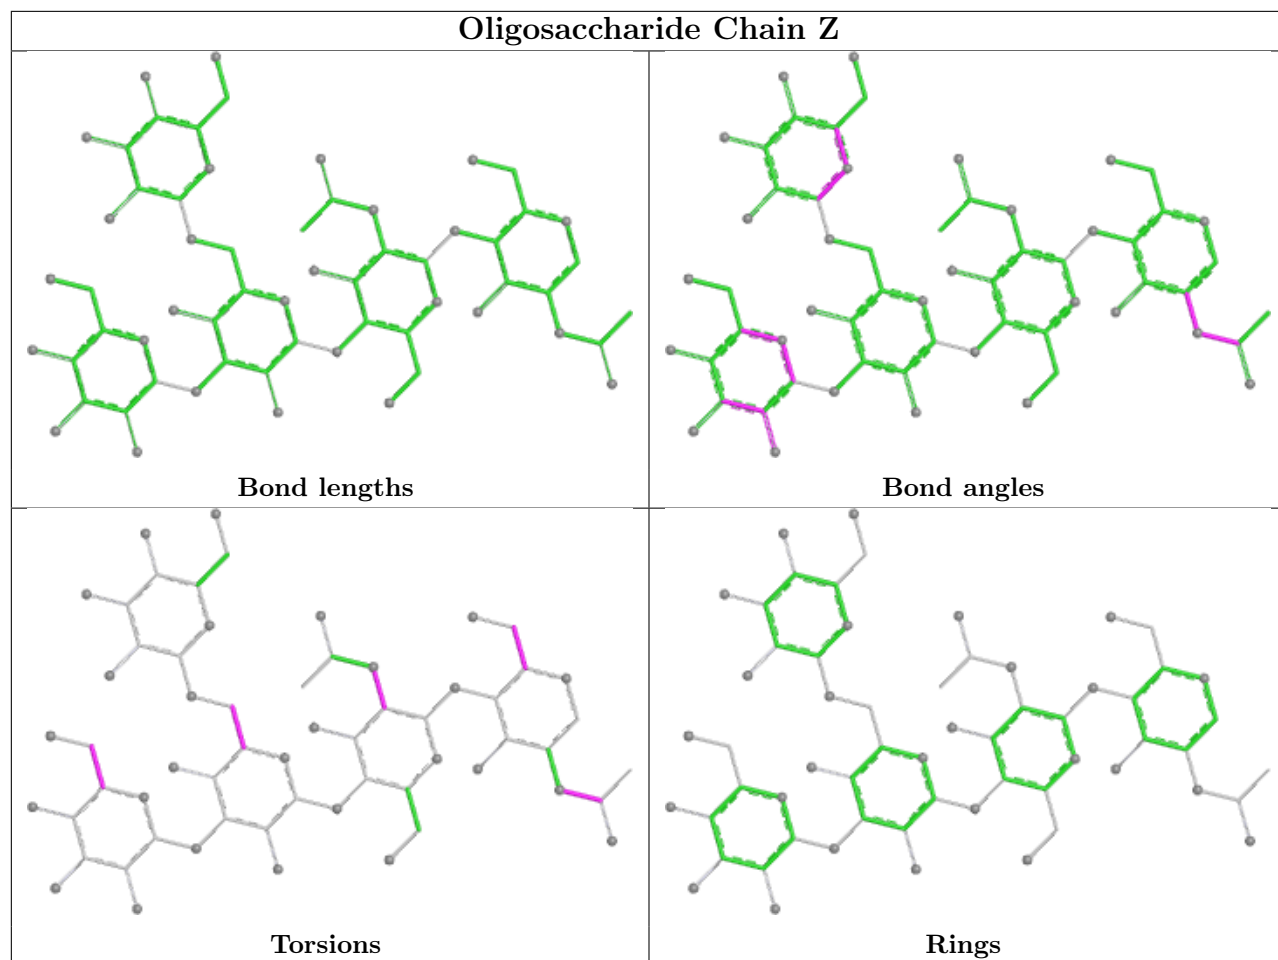 Oligosaccharide Chain Z
Bond lengths
Bond angles
Torsions
Rings